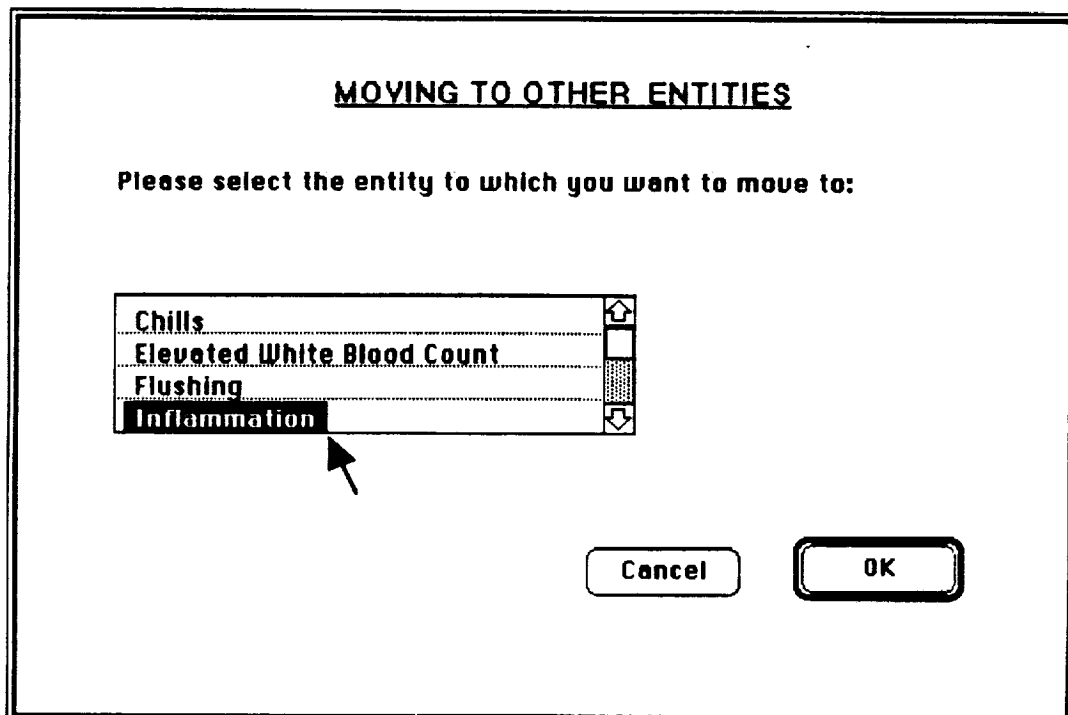 MOVING TO OTHER ENTITIES
Please select the entity to which you want to move to:
Chills
Elevated White Blood Count
Flushing
Inflammation
Cancel
OK